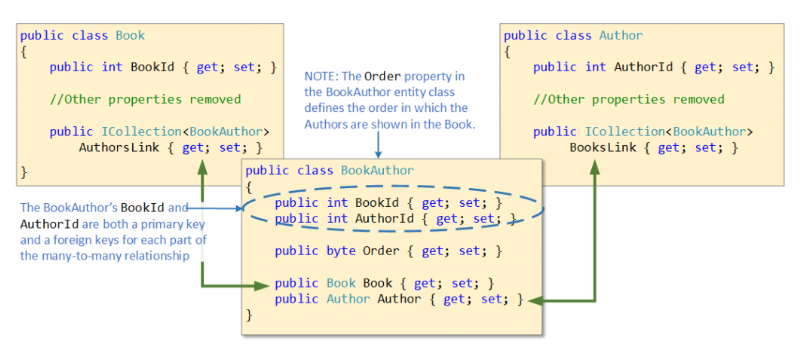 public class Book
{
public int BookId { get; set; }
//Other properties removed
public ICollection<BookAuthor>
AuthorsLink { get; set; }
}
NOTE: The Order property in
the BookAuthor entity class
defines the order in which the
Authors are shown in the Book.
public class Author
{
public int AuthorId { get; set; }
//Other properties removed
public ICollection<BookAuthor>
BooksLink { get; set; }
The BookAuthor's BookId and
AuthorId are both a primary key
and a foreign keys for each part of
the many-to-many relationship
public class BookAuthor
{
public int BookId { get; set; }
public int AuthorId { get; set; }
public byte Order { get; set; }
public Book Book { get; set; }
public Author Author { get; set; }
}